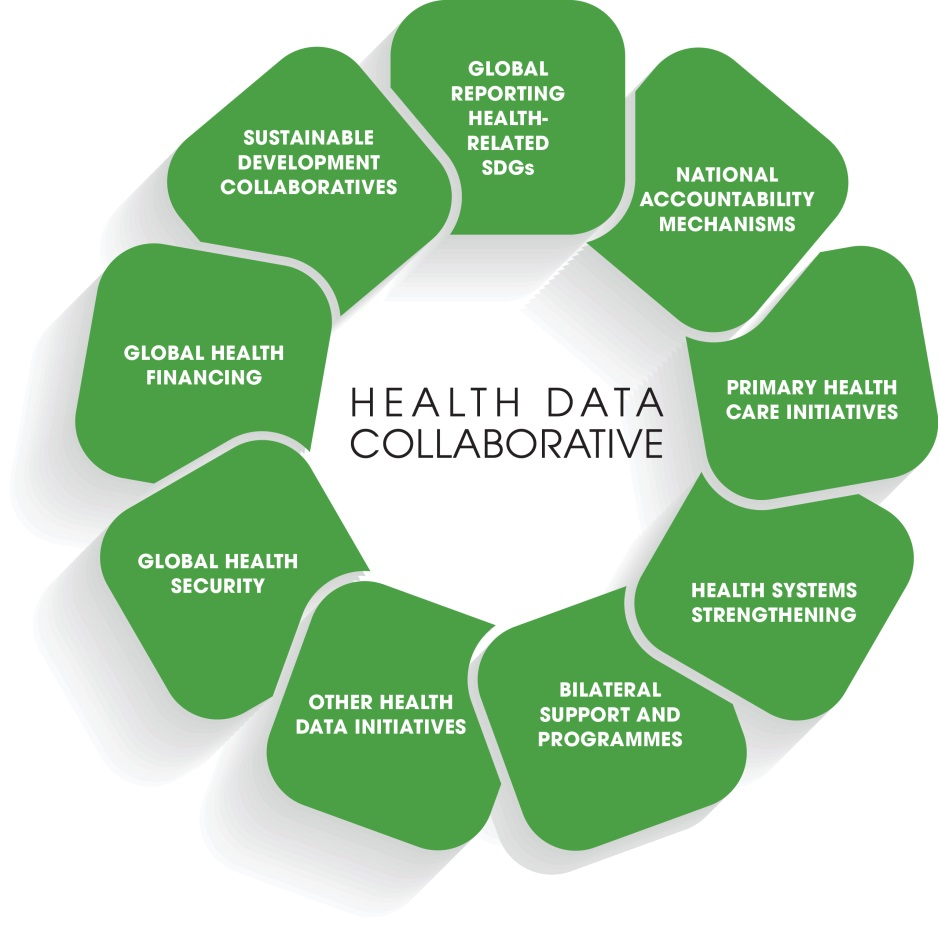 GLOBAL
REPORTING
HEALTH-
RELATED
SDGs
NATIONAL
ACCOUNTABILITY
MECHANISMS
PRIMARY HEALTH
CARE INITIATIVES
HEALTH SYSTEMS
STRENGTHENING
BILATERAL
SUPPORT AND
PROGRAMMES
OTHER HEALTH
DATA INITIATIVES
GLOBAL HEALTH
SECURITY
GLOBAL HEALTH
FINANCING
SUSTAINABLE
DEVELOPMENT
COLLABORATIVES
HEALTH DATA
COLLABORATIVE